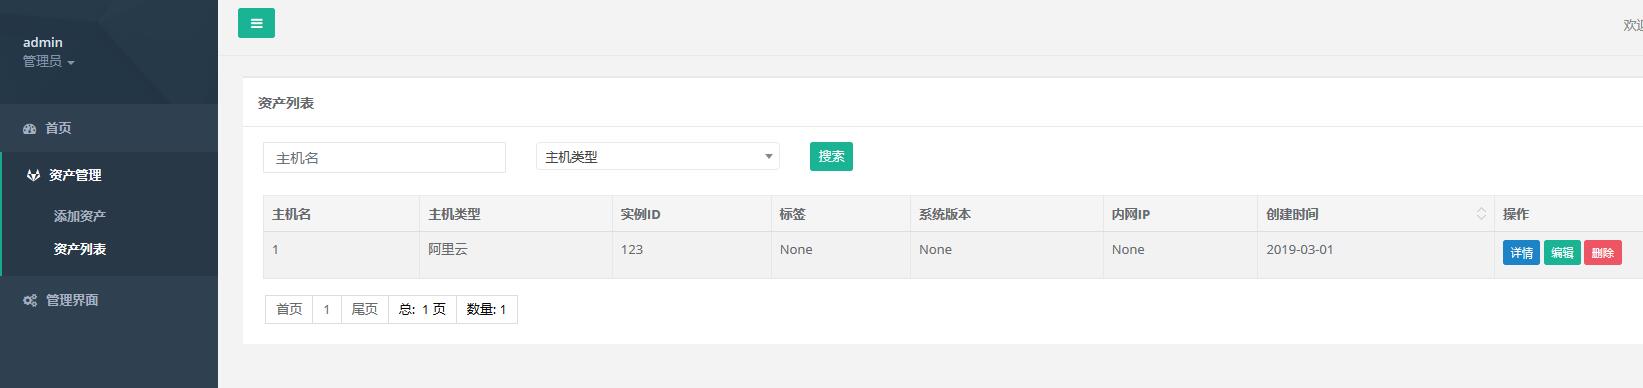 admin
管理员
首页
资产管理
添加资产
资产列表
管理界面
欢迎
资产列表
主机名 主机类型 搜索
主机名 主机类型 实例ID 标签 系统版本 内网IP 创建时间 操作
1 阿里云 123 None None None 2019-03-01 详情 编辑 删除
首页 1 尾页 总: 1 页 数量: 1